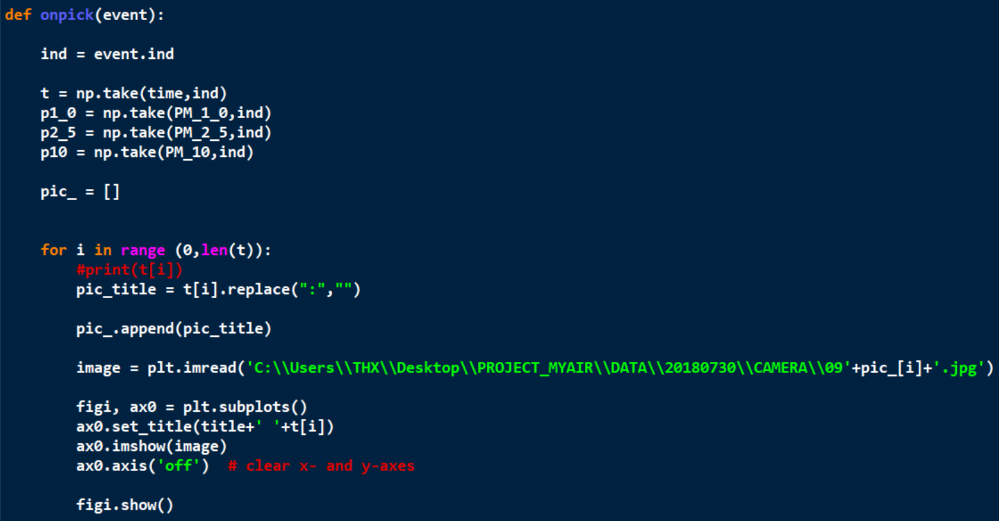 def onpick(event):
    ind = event.ind
    t = np.take(time,ind)
    p1_0 = np.take(PM_1_0,ind)
    p2_5 = np.take(PM_2_5,ind)
    p10 = np.take(PM_10,ind)
    pic_ = []
    for i in range (0,len(t)):
        #print(t[i])
        pic_title = t[i].replace(":","")
        pic_.append(pic_title)
        image = plt.imread('C:\\Users\\THX\\Desktop\\PROJECT_MYAIR\\DATA\\20180730\\CAMERA\\09'+pic_[i]+'.jpg')
        figi, ax0 = plt.subplots()
        ax0.set_title(title+' '+t[i])
        ax0.imshow(image)
        ax0.axis('off')  # clear x- and y-axes
        figi.show()